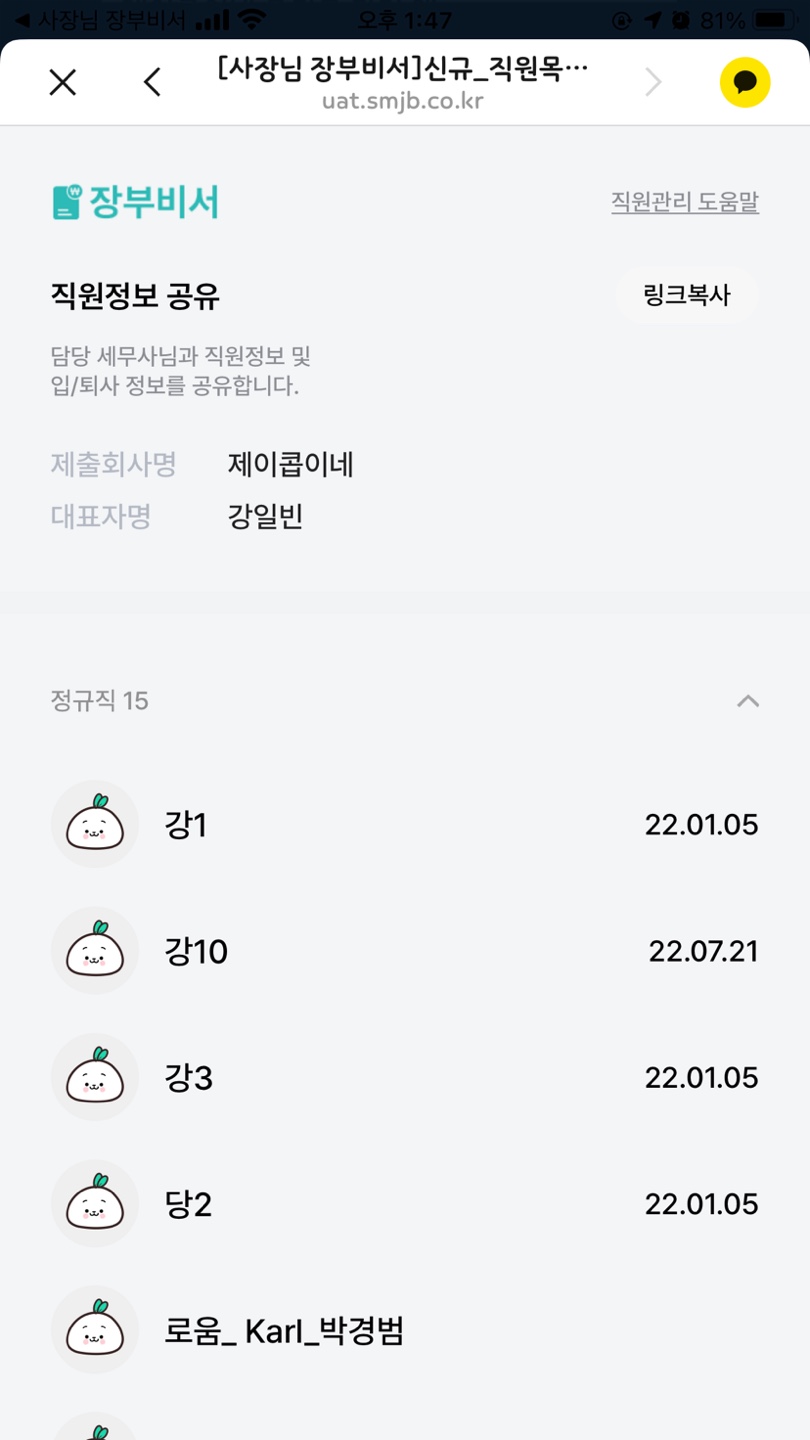 ◀ 사장님 장부비서 오후 1:47 81%
[사장님 장부비서]신규_직원목…
uat.smjb.co.kr
장부비서 직원관리 도움말
직원정보 공유 링크복사
담당 세무사님과 직원정보 및
입/퇴사 정보를 공유합니다.
제출회사명 제이콥이네
대표자명 강일빈
정규직 15
강1 22.01.05
강10 22.07.21
강3 22.01.05
당2 22.01.05
로움_ Karl_박경범